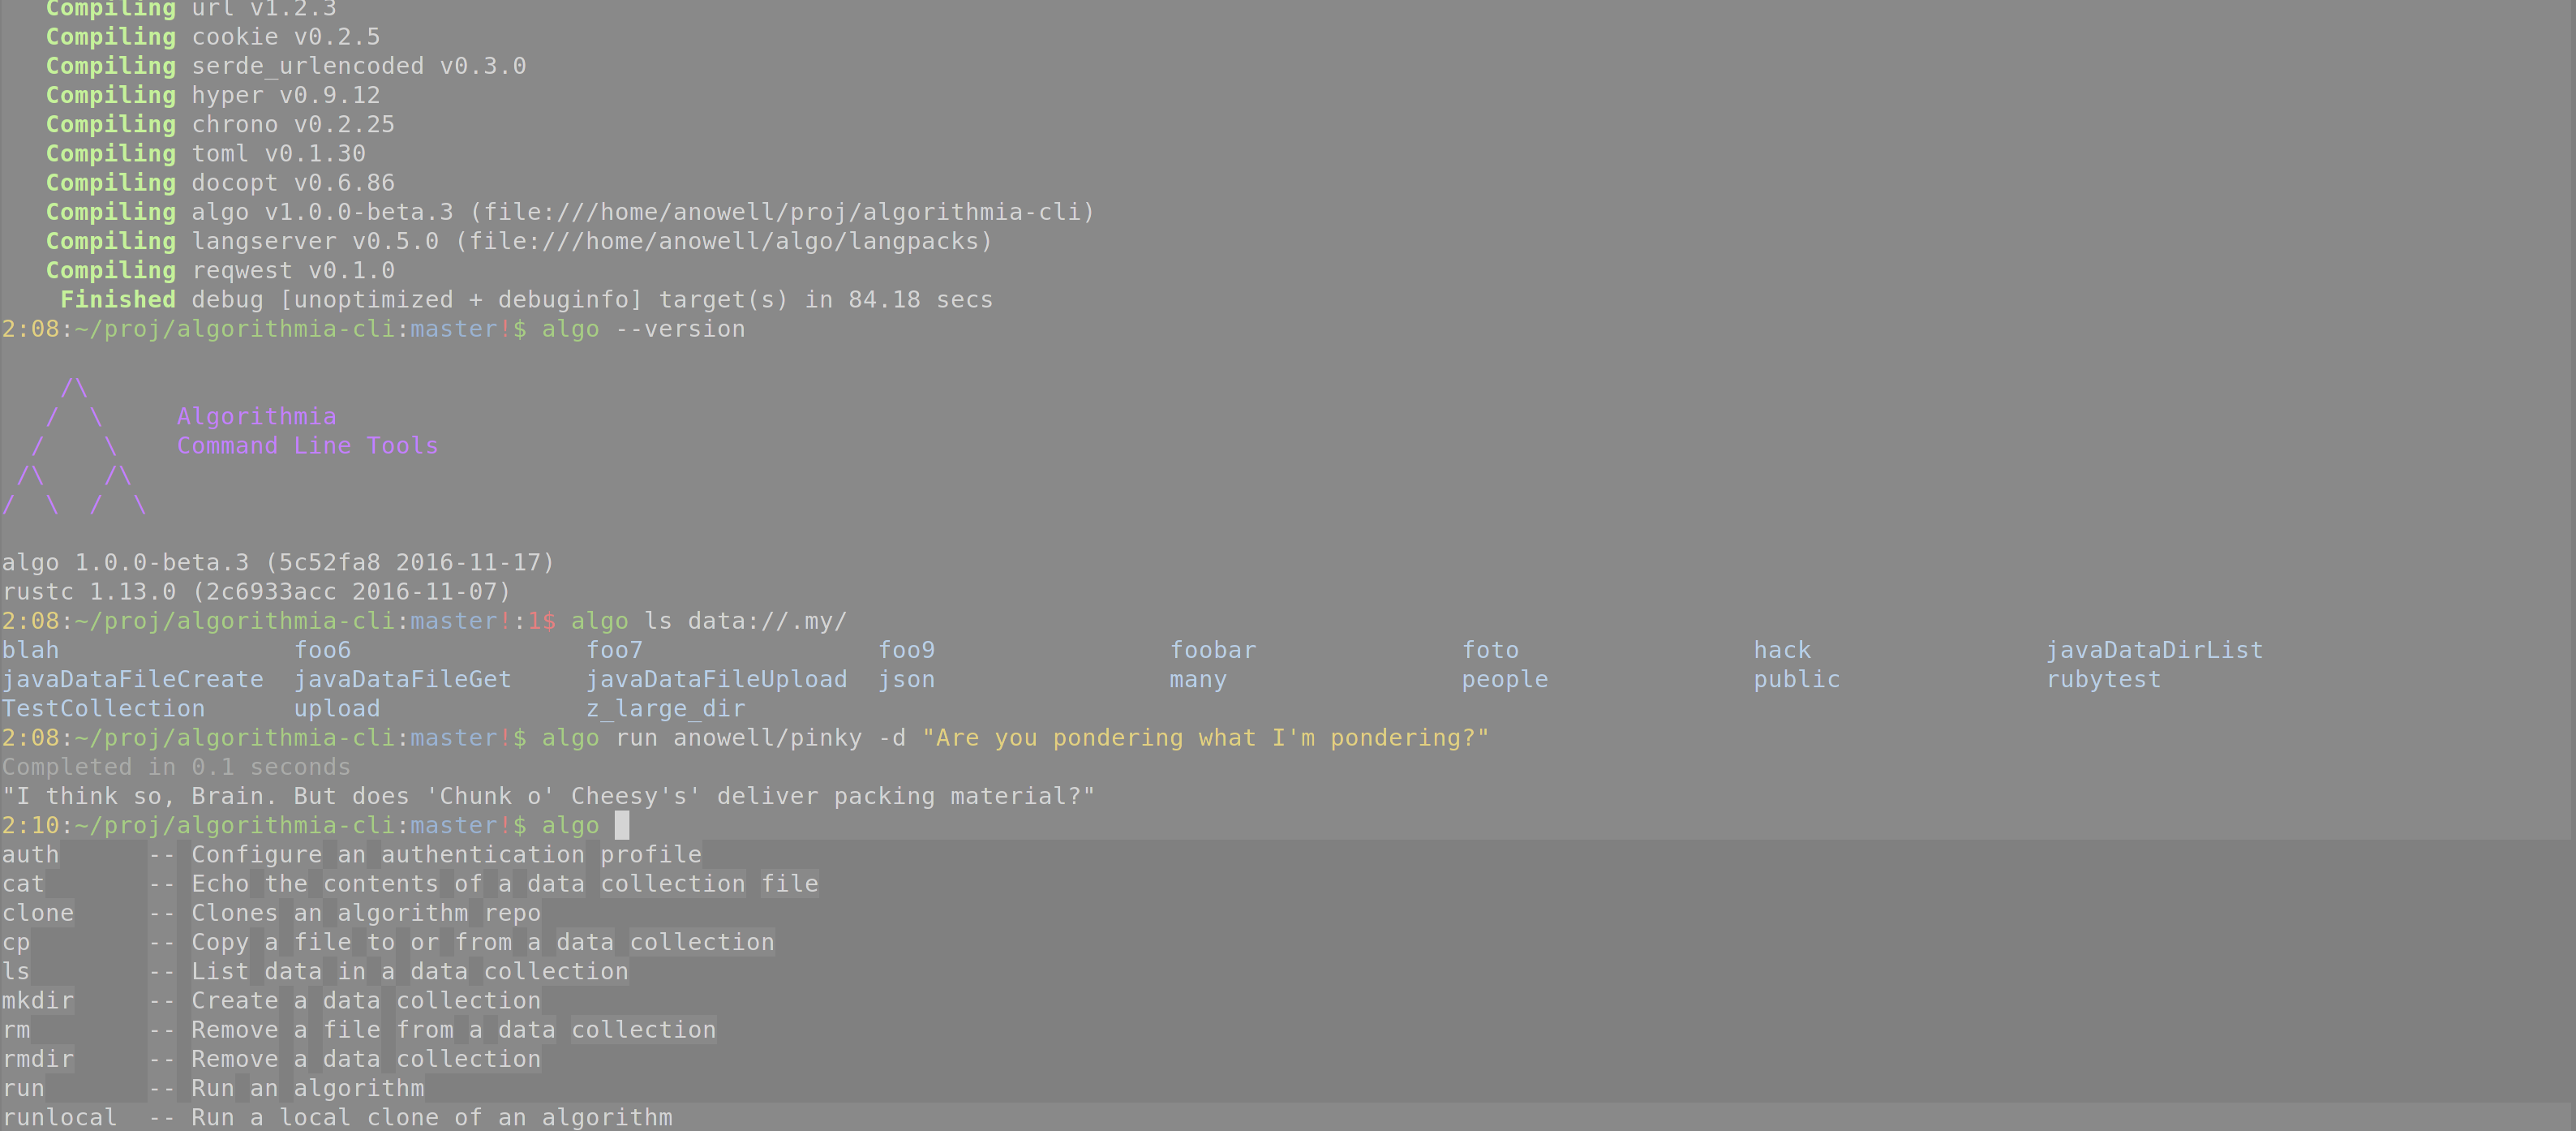 Compiling url v1.2.3
Compiling cookie v0.2.5
Compiling serde_urlencoded v0.3.0
Compiling hyper v0.9.12
Compiling chrono v0.2.25
Compiling toml v0.1.30
Compiling docopt v0.6.86
Compiling algo v1.0.0-beta.3 (file:///home/anowell/proj/algorithmia-cli)
Compiling langserver v0.5.0 (file:///home/anowell/algo/langpacks)
Compiling reqwest v0.1.0
Finished debug [unoptimized + debuginfo] target(s) in 84.18 secs
2:08:~/proj/algorithmia-cli:master!$ algo --version
    /\
   /  \     Algorithmia
  /    \    Command Line Tools
 /\    /\
/  \  /  \
algo 1.0.0-beta.3 (5c52fa8 2016-11-17)
rustc 1.13.0 (2c6933acc 2016-11-07)
2:08:~/proj/algorithmia-cli:master!:1$ algo ls data://.my/
blah                foo6                foo7                foo9                foobar              foto                hack                javaDataDirList
javaDataFileCreate  javaDataFileGet     javaDataFileUpload  json                many                people              public              rubytest
TestCollection      upload              z_large_dir
2:08:~/proj/algorithmia-cli:master!$ algo run anowell/pinky -d "Are you pondering what I'm pondering?"
Completed in 0.1 seconds
"I think so, Brain. But does 'Chunk o' Cheesy's' deliver packing material?"
2:10:~/proj/algorithmia-cli:master!$ algo
auth      -- Configure an authentication profile
cat       -- Echo the contents of a data collection file
clone     -- Clones an algorithm repo
cp        -- Copy a file to or from a data collection
ls        -- List data in a data collection
mkdir     -- Create a data collection
rm        -- Remove a file from a data collection
rmdir     -- Remove a data collection
run       -- Run an algorithm
runlocal  -- Run a local clone of an algorithm